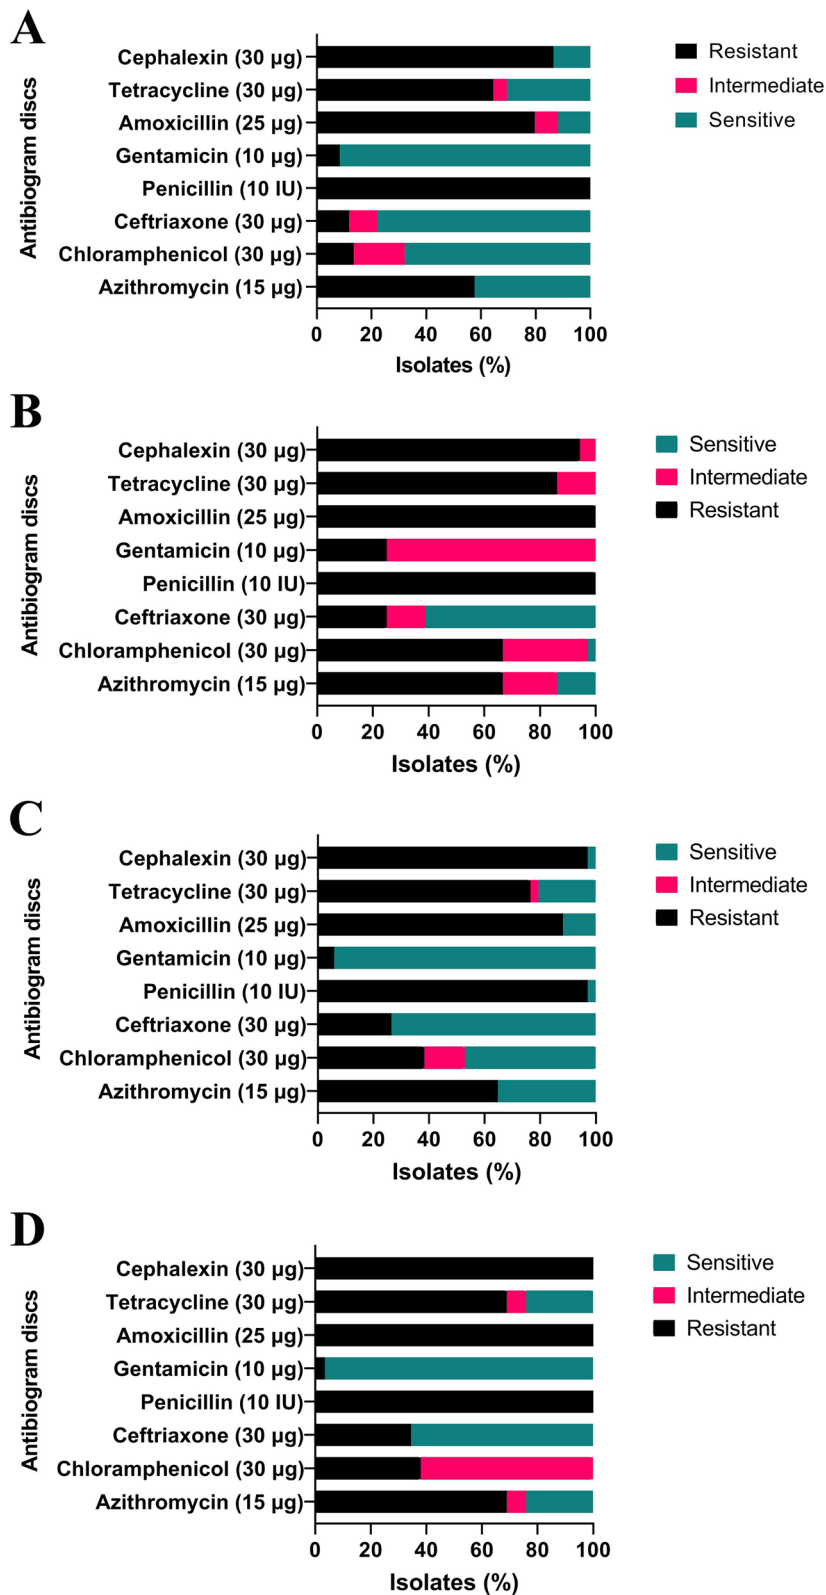 A
Antibiogram discs
Cephalexin (30 µg)
Tetracycline (30 µg)
Amoxicillin (25 µg)
Gentamicin (10 µg)
Penicillin (10 IU)
Ceftriaxone (30 µg)
Chloramphenicol (30 µg)
Azithromycin (15 µg)
0 20 40 60 80 100
Isolates (%)
Resistant
Intermediate
Sensitive
B
Antibiogram discs
Cephalexin (30 µg)
Tetracycline (30 µg)
Amoxicillin (25 µg)
Gentamicin (10 µg)
Penicillin (10 IU)
Ceftriaxone (30 µg)
Chloramphenicol (30 µg)
Azithromycin (15 µg)
0 20 40 60 80 100
Isolates (%)
Sensitive
Intermediate
Resistant
C
Antibiogram discs
Cephalexin (30 µg)
Tetracycline (30 µg)
Amoxicillin (25 µg)
Gentamicin (10 µg)
Penicillin (10 IU)
Ceftriaxone (30 µg)
Chloramphenicol (30 µg)
Azithromycin (15 µg)
0 20 40 60 80 100
Isolates (%)
Sensitive
Intermediate
Resistant
D
Antibiogram discs
Cephalexin (30 µg)
Tetracycline (30 µg)
Amoxicillin (25 µg)
Gentamicin (10 µg)
Penicillin (10 IU)
Ceftriaxone (30 µg)
Chloramphenicol (30 µg)
Azithromycin (15 µg)
0 20 40 60 80 100
Isolates (%)
Sensitive
Intermediate
Resistant